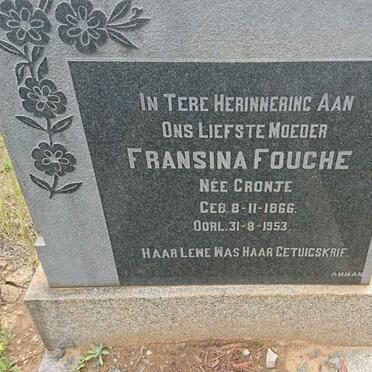 IN TERE HERINNERING AAN
ONS LIEFSTE MOEDER
FRANSINA FOUCHE
NÉE CRONJE
GEB. 8-11-1866.
OORL. 31-8-1953.
HAAR LEWE WAS HAAR GETUIGSKRIF.